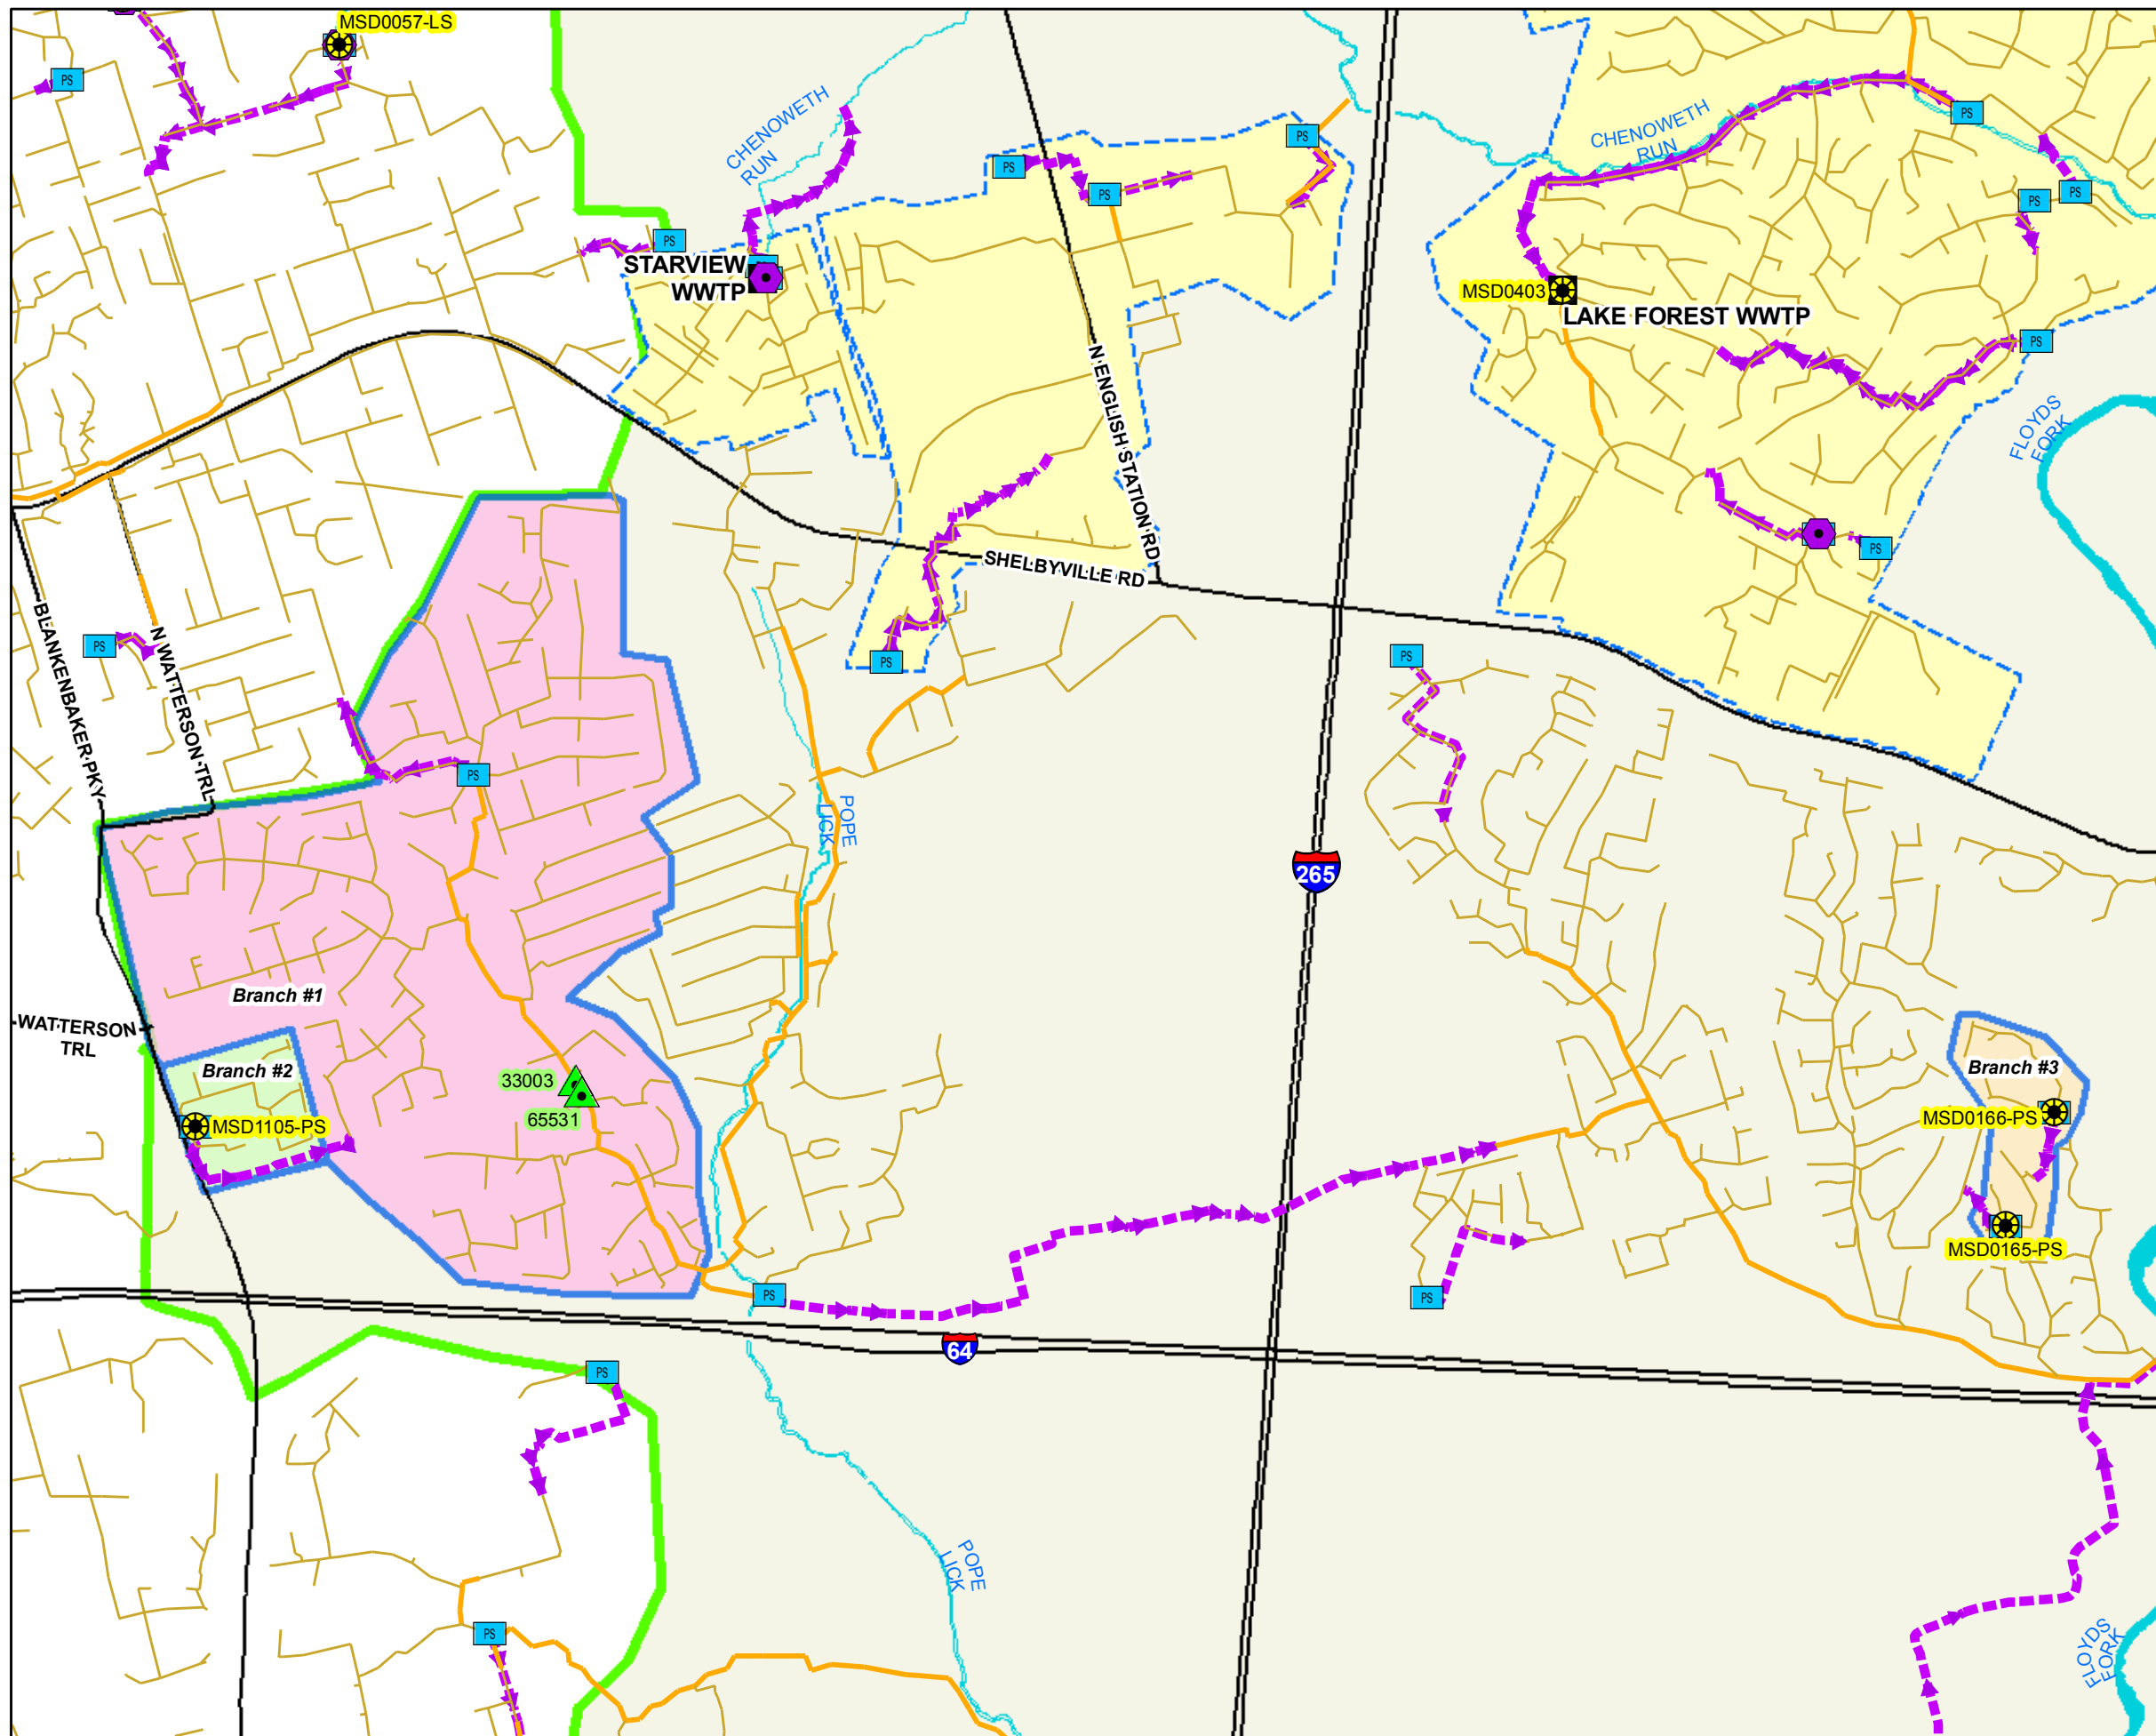 MSD0057-LS
PS
CHENOWETH
RUN
PS
PS
PS
PS
CHENOWETH
RUN
PS
PS
PS
STARVIEW
WWTP
MSD0403
LAKE FOREST WWTP
PS
N ENGLISH STATION RD
FLOYDS
FORK
SHELBYVILLE RD
PS
PS
BLANKENBAKER PKY
N WATTERSON TRL
PS
PS
PS
POPE
LICK
265
Branch #1
WATTERSON
TRL
Branch #2
33003
65531
MSD1105-PS
Branch #3
MSD0166-PS
MSD0165-PS
PS
PS
64
PS
POPE
LICK
PS
FLOYDS
FORK